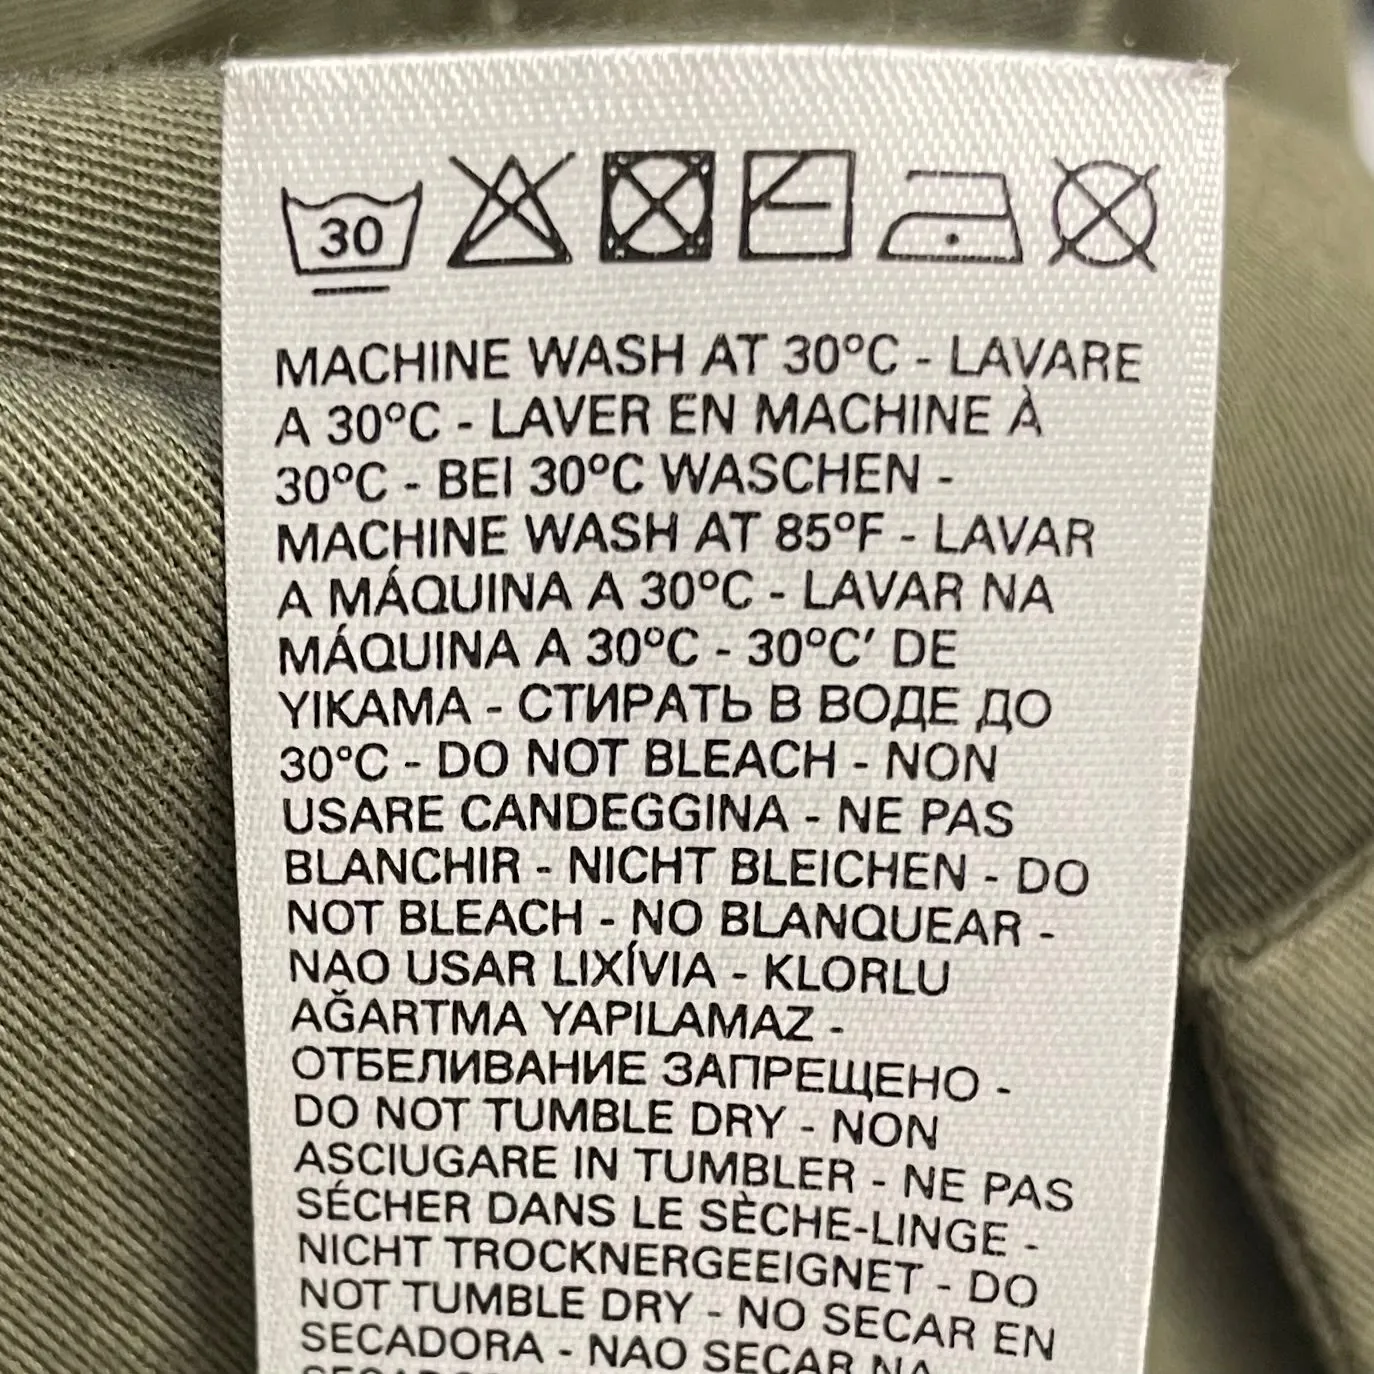 30
MACHINE WASH AT 30°C - LAVARE
A 30°C - LAVER EN MACHINE À
30°C - BEI 30°C WASCHEN -
MACHINE WASH AT 85°F - LAVAR
A MÁQUINA A 30°C - LAVAR NA
MÁQUINA A 30°C - 30°C' DE
YIKAMA - СТИРАТЬ В ВОДЕ ДО
30°C - DO NOT BLEACH - NON
USARE CANDEGGINA - NE PAS
BLANCHIR - NICHT BLEICHEN - DO
NOT BLEACH - NO BLANQUEAR -
NAO USAR LIXÍVIA - KLORLU
AĞARTMA YAPILAMAZ -
ОТБЕЛИВАНИЕ ЗАПРЕЩЕНО -
DO NOT TUMBLE DRY - NON
ASCIUGARE IN TUMBLER - NE PAS
SÉCHER DANS LE SÈCHE-LINGE -
NICHT TROCKNERGEEIGNET - DO
NOT TUMBLE DRY - NO SECAR EN
SECADORA - NAO SECAR NA